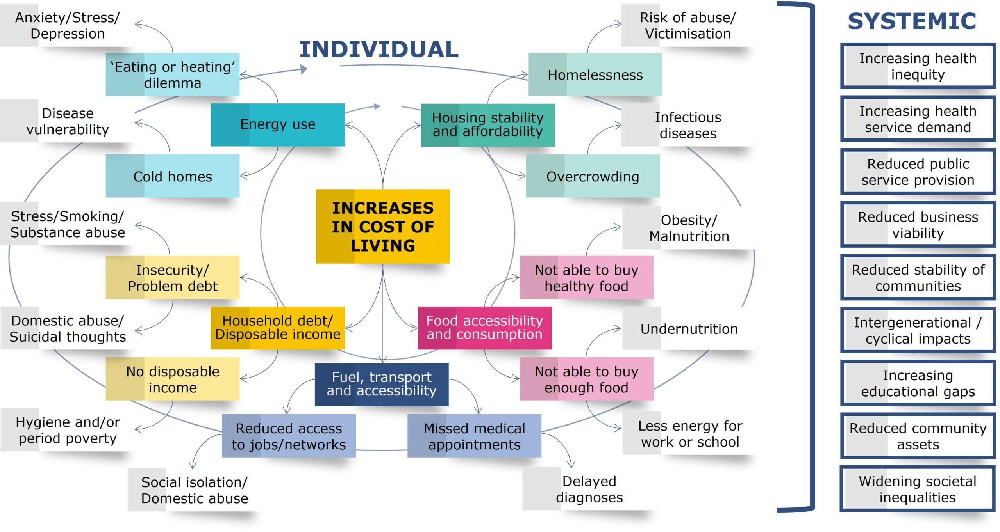 INDIVIDUAL
Anxiety/Stress/
Depression
‘Eating or heating’
dilemma
Disease
vulnerability
Energy use
Cold homes
Risk of abuse/
Victimisation
Homelessness
Housing stability
and affordability
Infectious
diseases
Overcrowding
INCREASES
IN COST OF
LIVING
Stress/Smoking/
Substance abuse
Insecurity/
Problem debt
Domestic abuse/
Suicidal thoughts
Household debt/
Disposable income
No disposable
income
Hygiene and/or
period poverty
Obesity/
Malnutrition
Not able to buy
healthy food
Food accessibility
and consumption
Undernutrition
Not able to buy
enough food
Less energy for
work or school
Fuel, transport
and accessibility
Reduced access
to jobs/networks
Missed medical
appointments
Social isolation/
Domestic abuse
Delayed
diagnoses
SYSTEMIC
Increasing health
inequity
Increasing health
service demand
Reduced public
service provision
Reduced business
viability
Reduced stability of
communities
Intergenerational /
cyclical impacts
Increasing
educational gaps
Reduced community
assets
Widening societal
inequalities